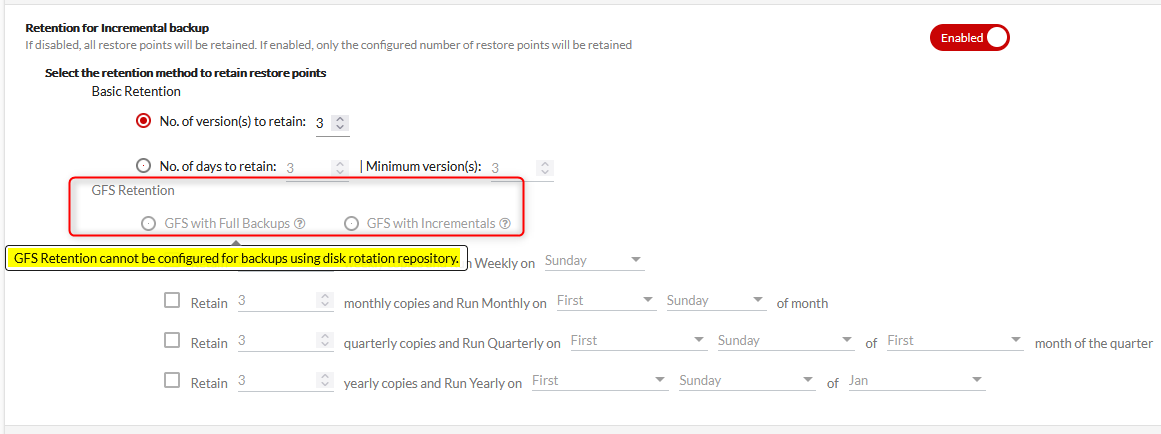 Retention for Incremental backup
If disabled, all restore points will be retained. If enabled, only the configured number of restore points will be retained
Enabled
Select the retention method to retain restore points
Basic Retention
No. of version(s) to retain: 3
No. of days to retain: 3 | Minimum version(s): 3
GFS Retention
GFS with Full Backups ? GFS with Incrementals ?
GFS Retention cannot be configured for backups using disk rotation repository.
Weekly on Sunday
Retain 3 monthly copies and Run Monthly on First Sunday of month
Retain 3 quarterly copies and Run Quarterly on First Sunday of First month of the quarter
Retain 3 yearly copies and Run Yearly on First Sunday of Jan